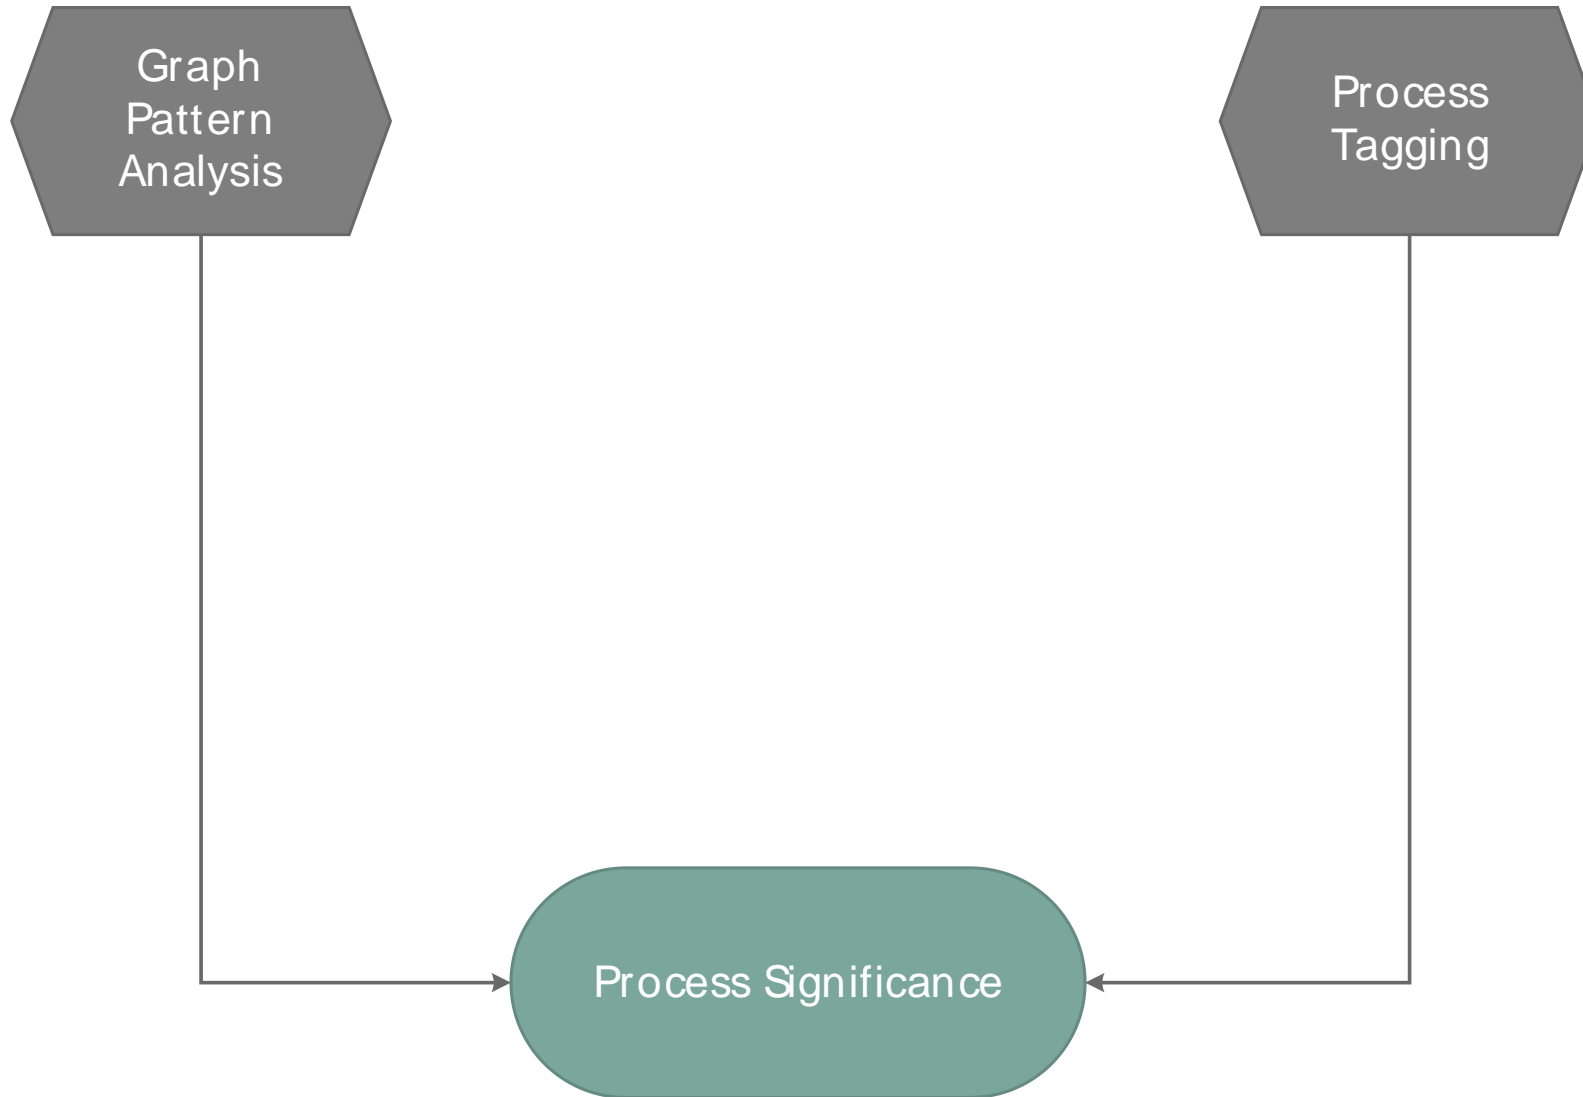 Graph
Pattern
Analysis
Process
Tagging
Process Significance